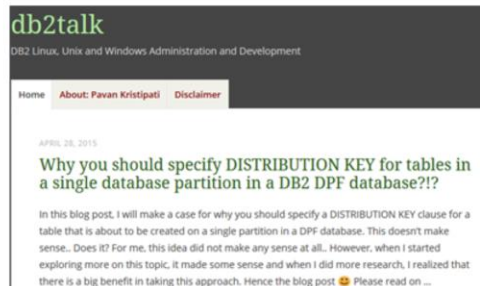 db2talk
DB2 Linux, Unix and Windows Administration and Development
Home About: Pavan Kristipati Disclaimer
APRIL 28, 2015
Why you should specify DISTRIBUTION KEY for tables in
a single database partition in a DB2 DPF database?!?
In this blog post, I will make a case for why you should specify a DISTRIBUTION KEY clause for a
table that is about to be created on a single partition in a DPF database. This doesn't make
sense.. Does it? For me, this idea did not make any sense at all.. However, when I started
exploring more on this topic, it made some sense and when I did more research, I realized that
there is a big benefit in taking this approach. Hence the blog post 😀 Please read on ...